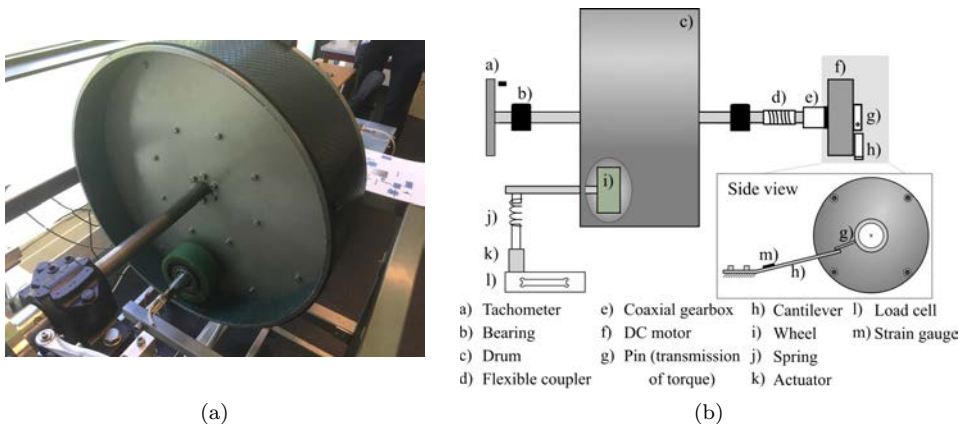 (a)
(b)
a)
b)
c)
d)
e)
f)
g)
h)
i)
j)
k)
l)
Side view
g)
m)
h)
a) Tachometer
b) Bearing
c) Drum
d) Flexible coupler
e) Coaxial gearbox
f) DC motor
g) Pin (transmission
of torque)
h) Cantilever
i) Wheel
j) Spring
k) Actuator
l) Load cell
m) Strain gauge